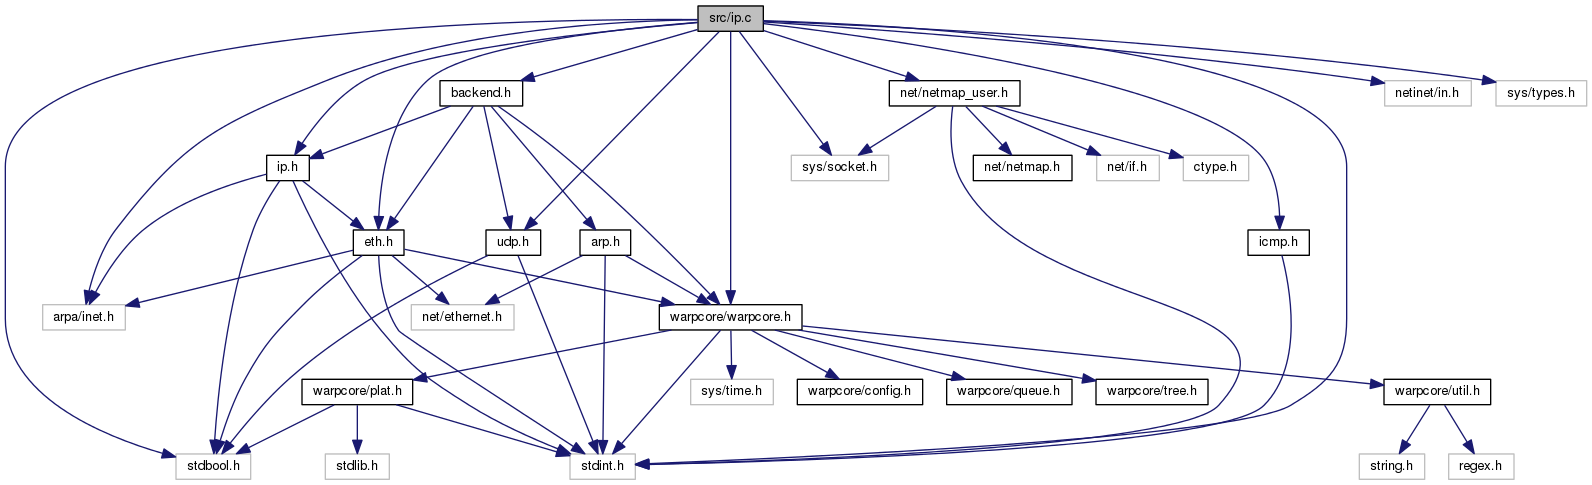 src/ip.c
backend.h
net/netmap_user.h
netinet/in.h
sys/types.h
ip.h
sys/socket.h
net/netmap.h
net/if.h
ctype.h
eth.h
udp.h
arp.h
icmp.h
arpa/inet.h
net/ethernet.h
warpcore/warpcore.h
warpcore/plat.h
sys/time.h
warpcore/config.h
warpcore/queue.h
warpcore/tree.h
warpcore/util.h
stdbool.h
stdlib.h
stdint.h
string.h
regex.h